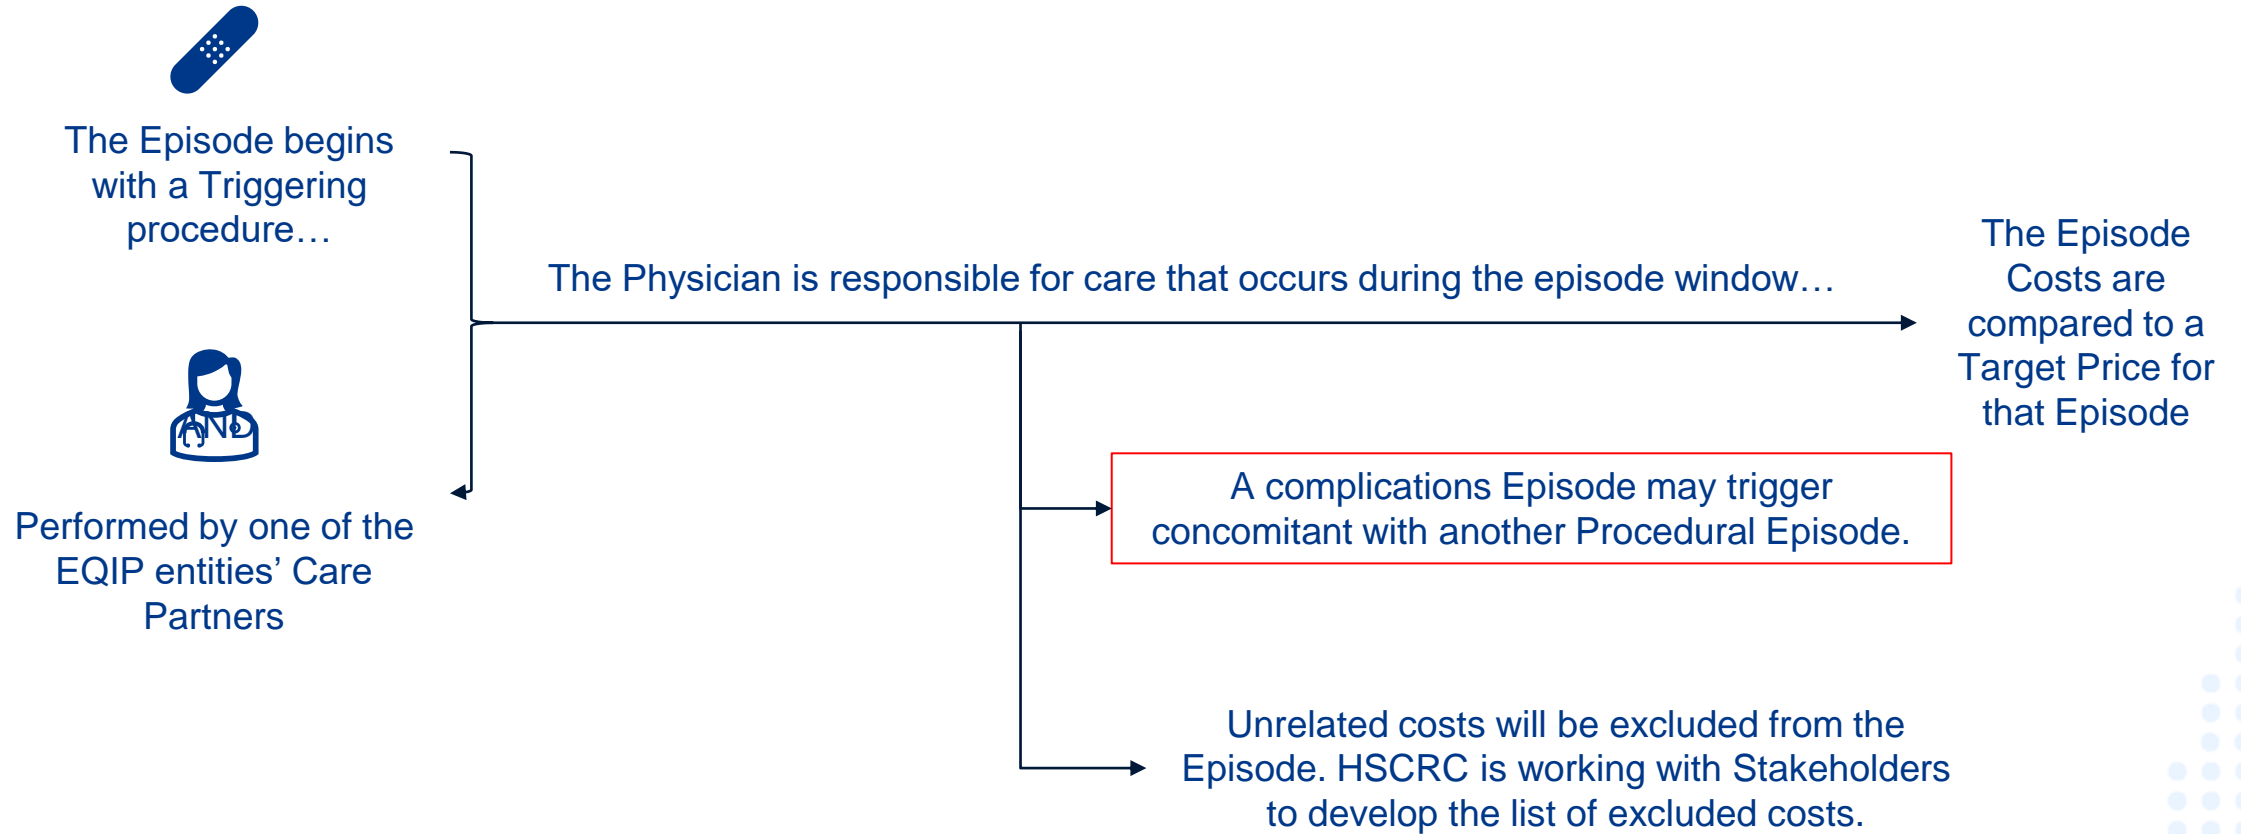 The Episode begins
with a Triggering
procedure…
AND
Performed by one of the
EQIP entities’ Care
Partners
The Physician is responsible for care that occurs during the episode window…
The Episode
Costs are
compared to a
Target Price for
that Episode
A complications Episode may trigger
concomitant with another Procedural Episode.
Unrelated costs will be excluded from the
Episode. HSCRC is working with Stakeholders
to develop the list of excluded costs.